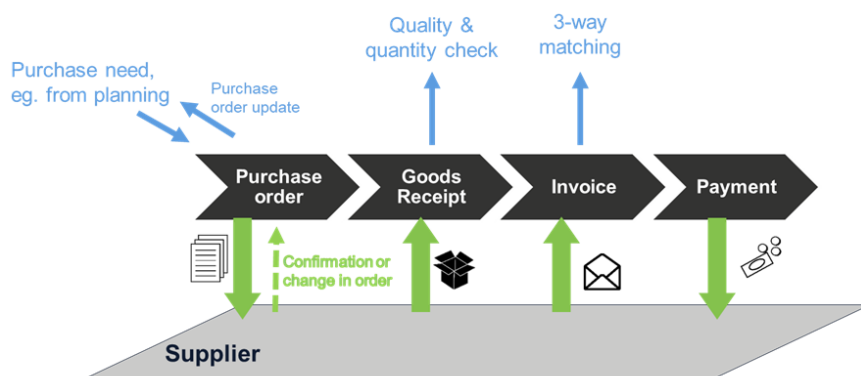 Quality &
quantity check
3-way
matching
Purchase need,
eg. from planning
Purchase
order update
Purchase
order
Goods
Receipt
Invoice
Payment
Confirmation or
change in order
Supplier